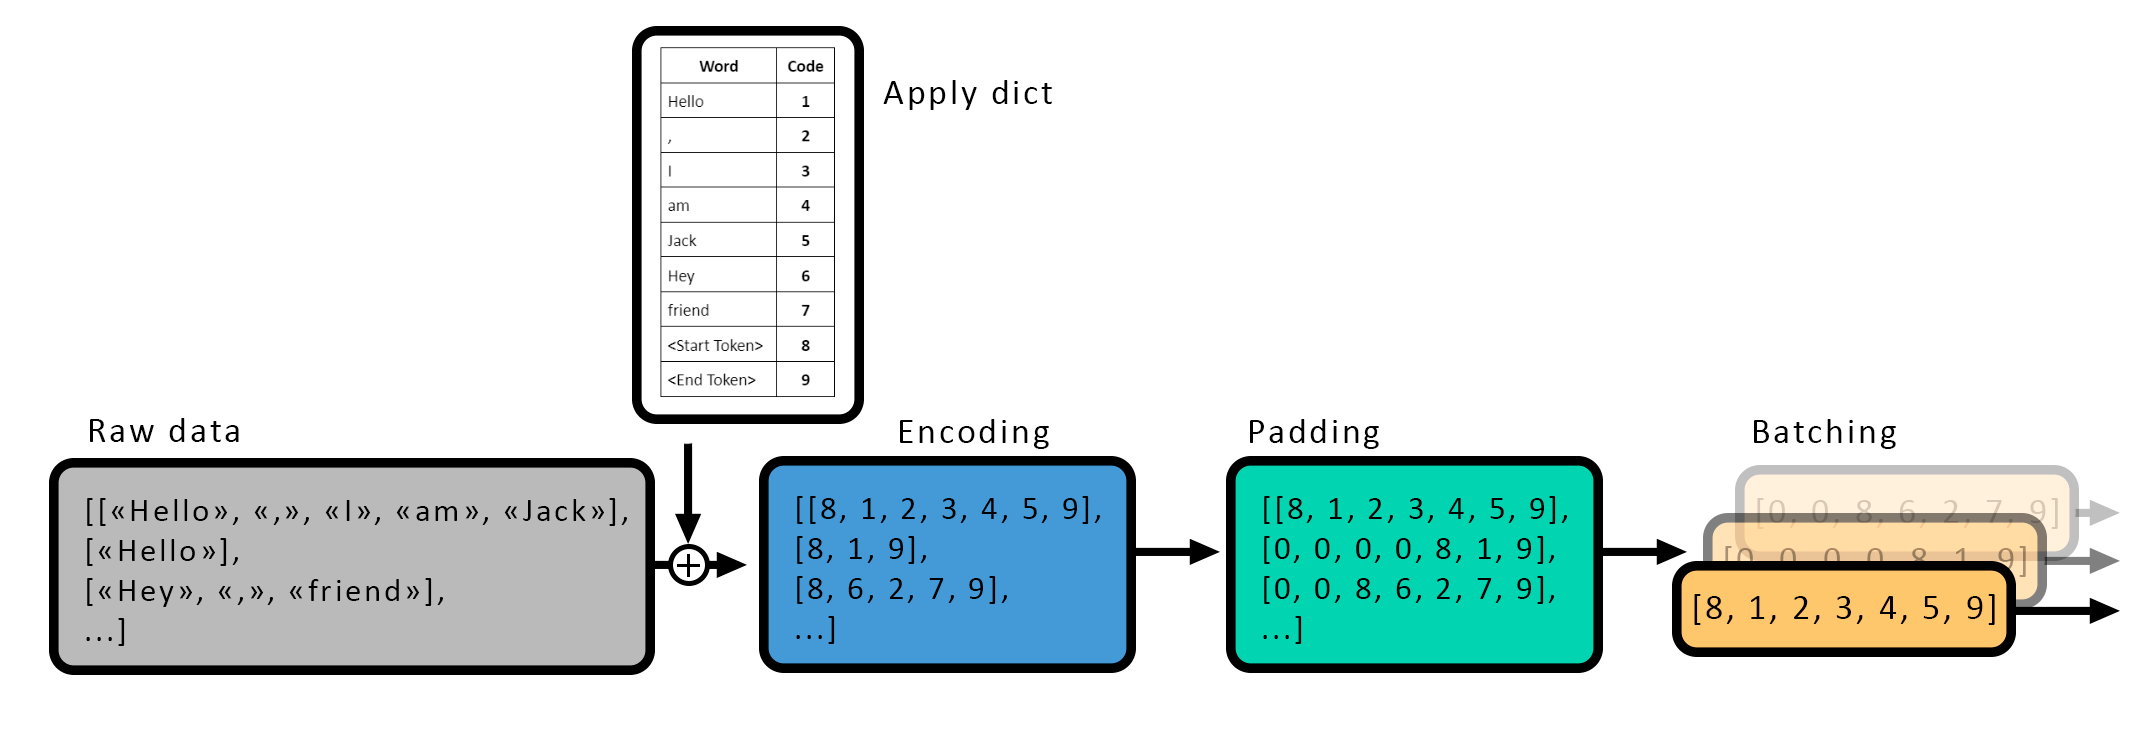 Word Code
Hello 1
, 2
I 3
am 4
Jack 5
Hey 6
friend 7
<Start Token> 8
<End Token> 9
Apply dict
Raw data
[[«Hello», «,», «I», «am», «Jack»],
[«Hello»],
[«Hey», «,», «friend»],
...]
Encoding
[[8, 1, 2, 3, 4, 5, 9],
[8, 1, 9],
[8, 6, 2, 7, 9],
...]
Padding
[[8, 1, 2, 3, 4, 5, 9],
[0, 0, 0, 0, 8, 1, 9],
[0, 0, 8, 6, 2, 7, 9],
...]
Batching
[0, 0, 8, 6, 2, 7, 9]
[0, 0, 0, 0, 8, 1, 9]
[8, 1, 2, 3, 4, 5, 9]